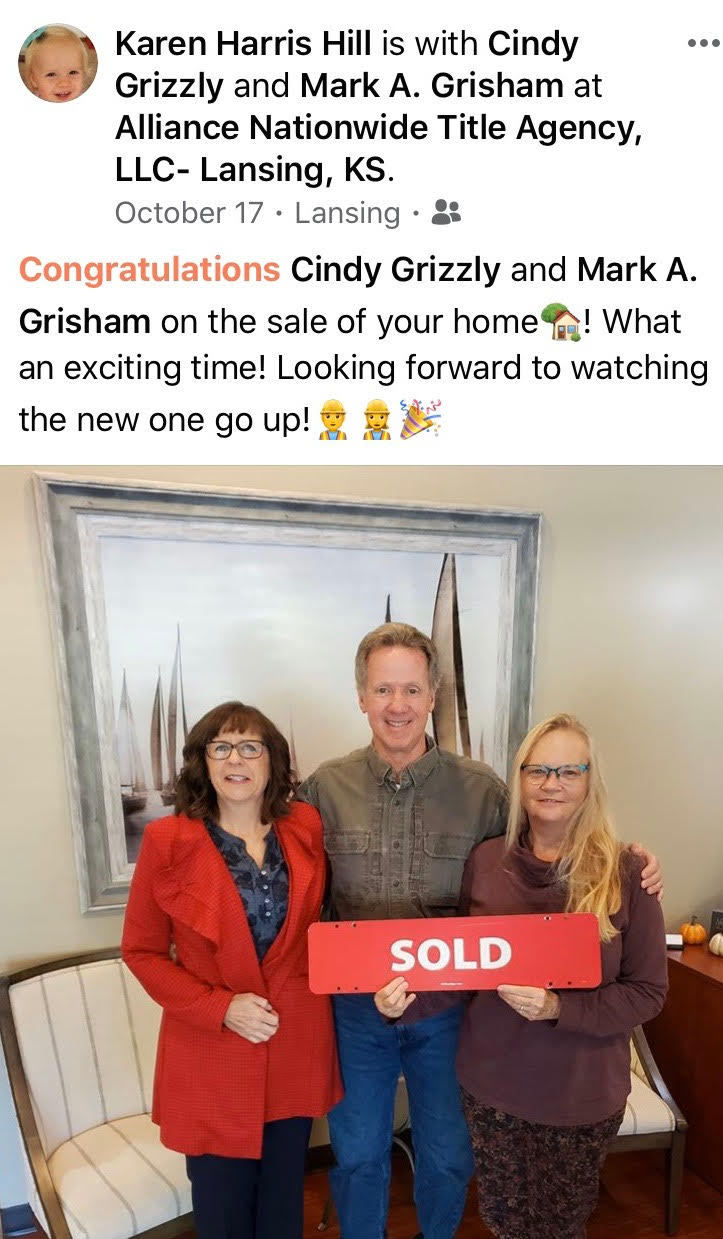 Karen Harris Hill is with Cindy
Grizzly and Mark A. Grisham at
Alliance Nationwide Title Agency,
LLC- Lansing, KS.
October 17 · Lansing ·
Congratulations Cindy Grizzly and Mark A.
Grisham on the sale of your home🏡! What
an exciting time! Looking forward to watching
the new one go up!👷‍♂️👷‍♀️🎉
SOLD